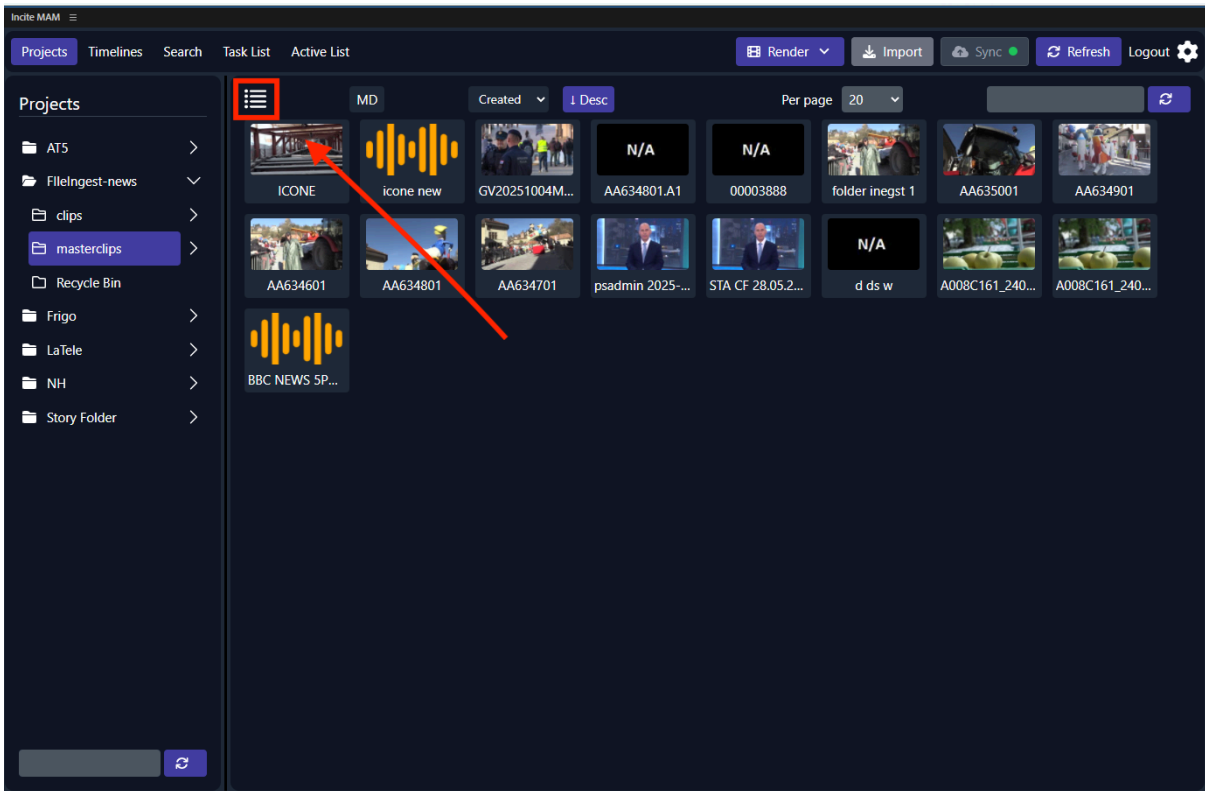 Incite MAM
Projects Timelines Search Task List Active List Render Import Sync Refresh Logout
Projects
AT5
FIleIngest-news
clips
masterclips
Recycle Bin
Frigo
LaTele
NH
Story Folder
MD Created ↓ Desc Per page 20
ICONE icone new GV20251004M... AA634801.A1 00003888 folder inegst 1 AA635001 AA634901
N/A N/A
AA634601 AA634801 AA634701 psadmin 2025-... STA CF 28.05.2... d ds w A008C161_240... A008C161_240...
N/A
BBC NEWS 5P...